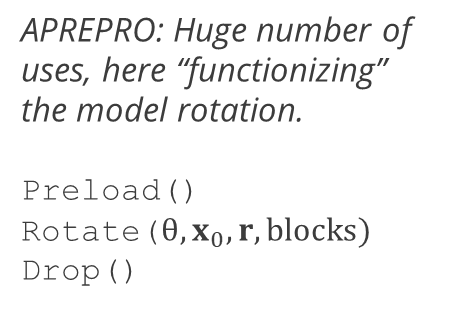 APREPRO: Huge number of
uses, here “functionizing”
the model rotation.
Preload()
Rotate(θ,x₀,r,blocks)
Drop()